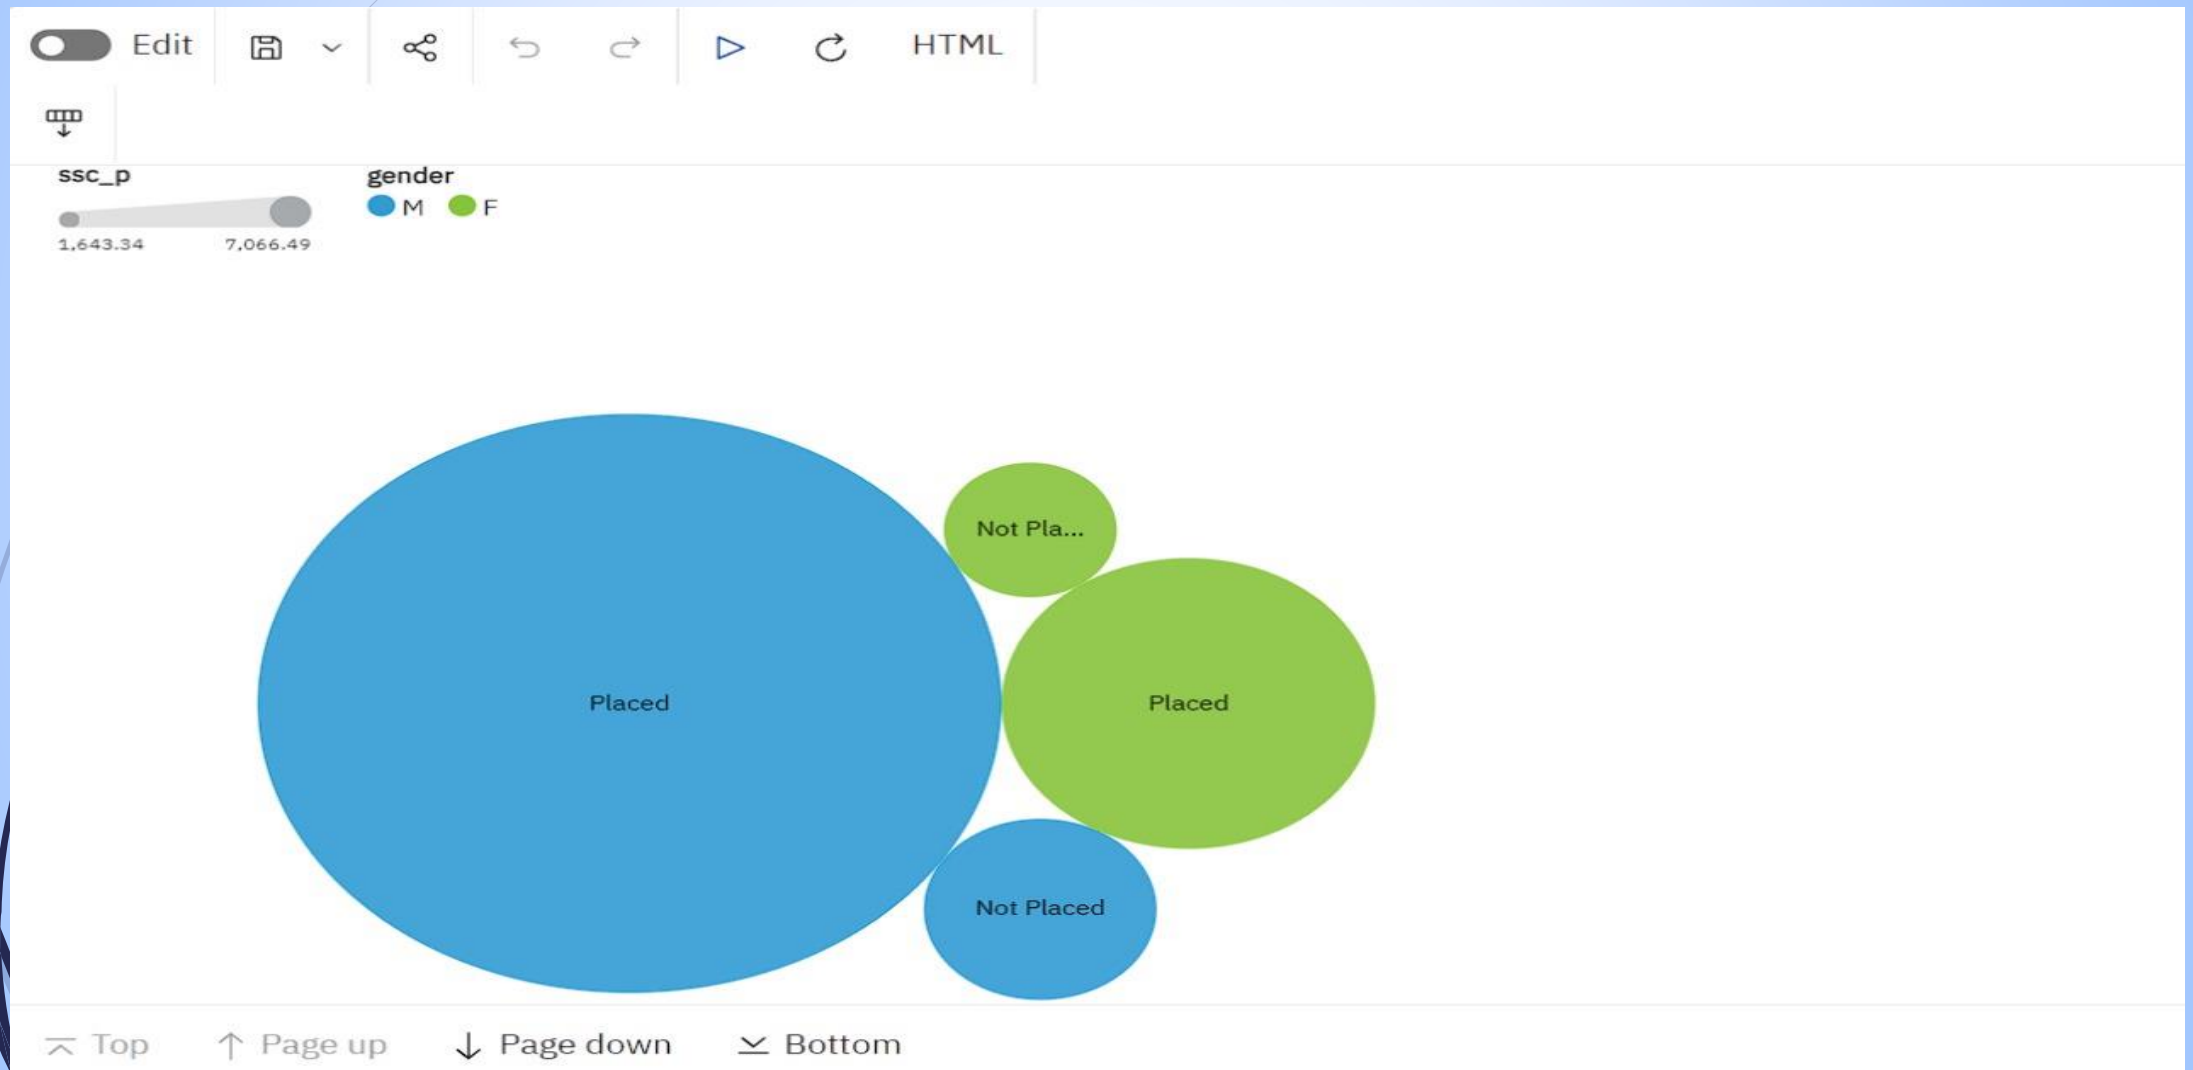 Edit HTML
ssc_p gender
M F
1,643.34 7,066.49
Not Pla...
Placed Placed
Not Placed
Top Page up Page down Bottom